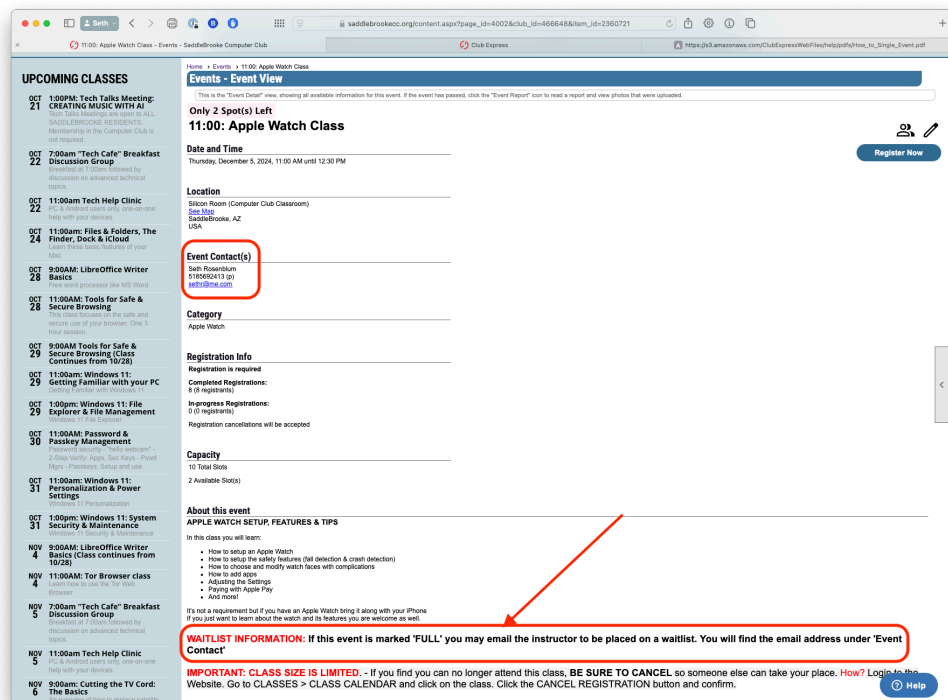 Seth
saddlebrookecc.org/content.aspx?page_id=4002&club_id=466648&item_id=2360721
11:00: Apple Watch Class - Events - SaddleBrooke Computer Club
Club Express
https://s3.amazonaws.com/ClubExpressWebFiles/help/pdfs/How_to_Single_Event.pdf
UPCOMING CLASSES
OCT 21
1:00PM: Tech Talks Meeting:
CREATING MUSIC WITH AI
Tech Talks Meetings are open to ALL
SADDLEBROOKE RESIDENTS.
Membership in the Computer Club is
not required.
OCT 22
7:00am "Tech Cafe" Breakfast
Discussion Group
Breakfast at 7:00am followed by
discussion on advanced technical
topics.
OCT 22
11:00am Tech Help Clinic
PC & Android users only, one-on-one
help with your devices.
OCT 24
11:00am: Files & Folders, The
Finder, Dock & iCloud
Learn these basic features of your
Mac.
OCT 28
9:00AM: LibreOffice Writer
Basics
Free word processor like MS Word
OCT 28
11:00AM: Tools for Safe &
Secure Browsing
This class focuses on the safe and
secure use of your browser. One 3
hour session.
OCT 29
9:00AM Tools for Safe &
Secure Browsing (Class
Continues from 10/28)
OCT 29
11:00am: Windows 11:
Getting Familiar with your PC
Getting Familiar with Windows 11
OCT 29
1:00pm: Windows 11: File
Explorer & File Management
Windows 11 File Explorer
OCT 30
11:00AM: Password &
Passkey Management
Password security - "hello webcam" -
2-Step Verify: Apps, Sec Keys - Pswd
Mgrs - Passkeys: Setup and use
OCT 31
11:00am: Windows 11:
Personalization & Power
Settings
Windows 11 Personalization
OCT 31
1:00pm: Windows 11: System
Security & Maintenance
Windows 11 Security & Maintenance
NOV 4
9:00AM: LibreOffice Writer
Basics (Class continues from
10/28)
NOV 4
11:00AM: Tor Browser class
Learn how to use the Tor Web
Browser
NOV 5
7:00am "Tech Cafe" Breakfast
Discussion Group
Breakfast at 7:00am followed by
discussion on advanced technical
topics.
NOV 5
11:00am Tech Help Clinic
PC & Android users only, one-on-one
help with your devices.
NOV 6
9:00am: Cutting the TV Cord:
The Basics
Home › Events › 11:00: Apple Watch Class
Events - Event View
This is the "Event Detail" view, showing all available information for this event. If the event has passed, click the "Event Report" icon to read a report and view photos that were uploaded.
Only 2 Spot(s) Left
11:00: Apple Watch Class
Register Now
Date and Time
Thursday, December 5, 2024, 11:00 AM until 12:30 PM
Location
Silicon Room (Computer Club Classroom)
See Map
SaddleBrooke, AZ
USA
Event Contact(s)
Seth Rosenblum
5185692413 (p)
sethr@me.com
Category
Apple Watch
Registration Info
Registration is required
Completed Registrations:
8 (8 registrants)
In-progress Registrations:
0 (0 registrants)
Registration cancellations will be accepted
Capacity
10 Total Slots
2 Available Slot(s)
About this event
APPLE WATCH SETUP, FEATURES & TIPS
In this class you will learn:
• How to setup an Apple Watch
• How to setup the safety features (fall detection & crash detection)
• How to choose and modify watch faces with complications
• How to add apps
• Adjusting the Settings
• Paying with Apple Pay
• And more!
It's not a requirement but if you have an Apple Watch bring it along with your iPhone
If you just want to learn about the watch and its features you are welcome as well.
WAITLIST INFORMATION: If this event is marked 'FULL' you may email the instructor to be placed on a waitlist. You will find the email address under 'Event
Contact'
IMPORTANT: CLASS SIZE IS LIMITED. - If you find you can no longer attend this class, BE SURE TO CANCEL so someone else can take your place. How? Login to the
Website. Go to CLASSES > CLASS CALENDAR and click on the class. Click the CANCEL REGISTRATION button and confirm.
Help